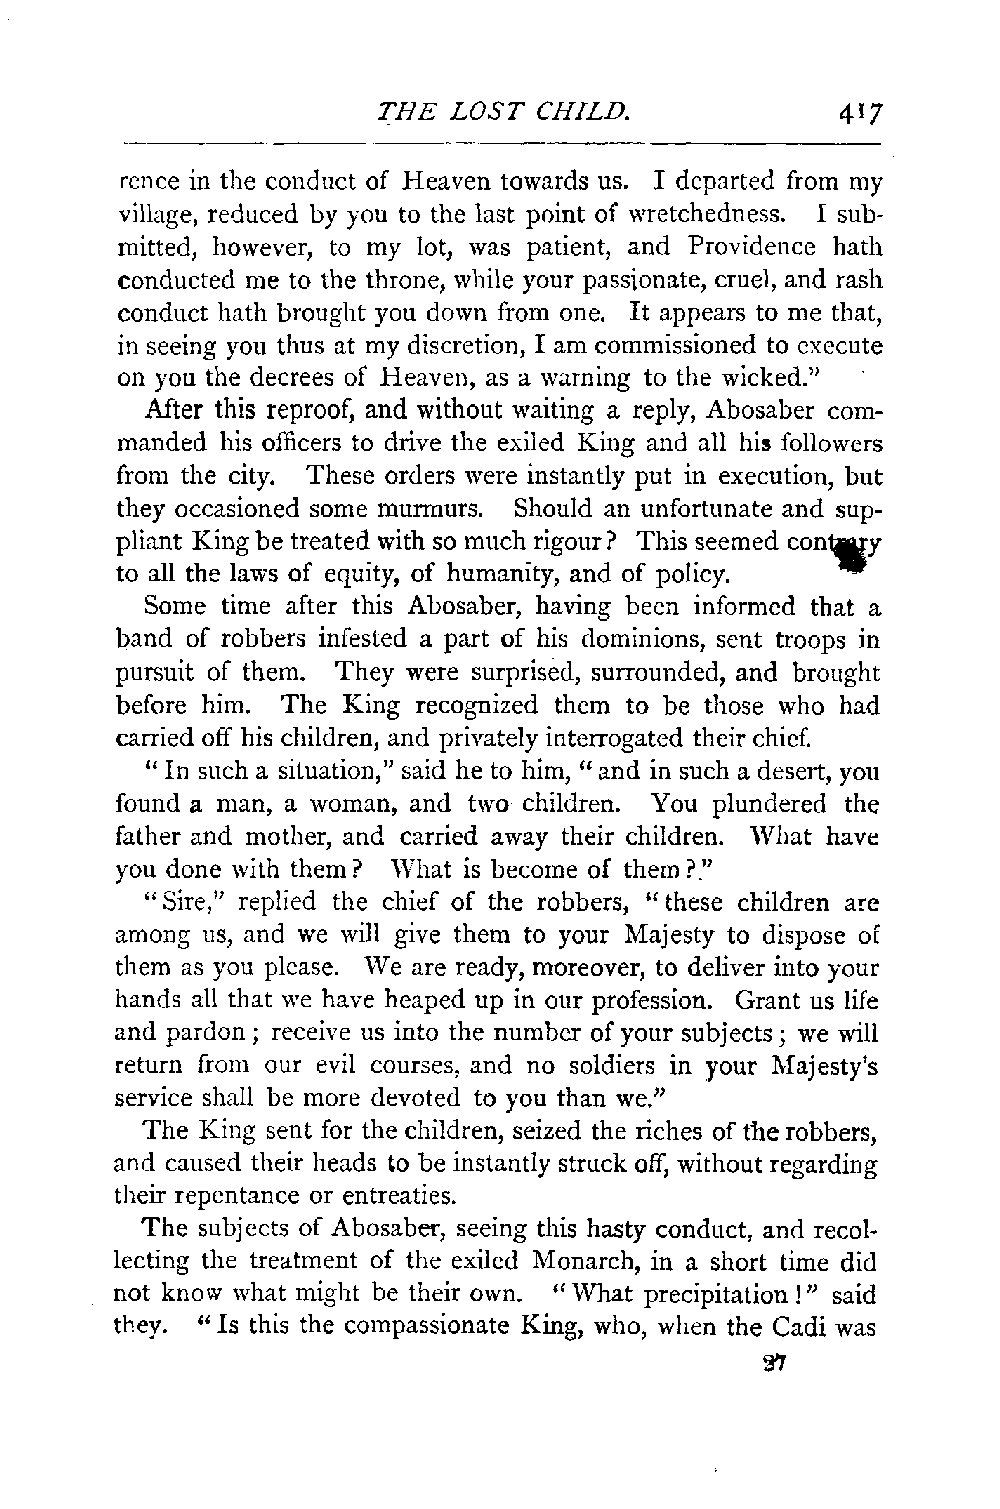 THE LOST CHILD. 417
rence in the conduct of Heaven towards us. I departed from my
village, reduced by you to the last point of wretchedness. I sub-
mitted, however, to my lot, was patient, and Providence hath
conducted me to the throne, while your passionate, cruel, and rash
conduct hath brought you down from one. It appears to me that,
in seeing you thus at my discretion, I am commissioned to execute
on you the decrees of Heaven, as a warning to the wicked."
After this reproof, and without waiting a reply, Abosaber com-
manded his officers to drive the exiled King and all his followers
from the city. These orders were instantly put in execution, but
they occasioned some murmurs. Should an unfortunate and sup-
pliant King be treated with so much rigour? This seemed contrary
to all the laws of equity, of humanity, and of policy.
Some time after this Abosaber, having been informed that a
band of robbers infested a part of his dominions, sent troops in
pursuit of them. They were surprised, surrounded, and brought
before him. The King recognized them to be those who had
carried off his children, and privately interrogated their chief.
"In such a situation," said he to him, "and in such a desert, you
found a man, a woman, and two children. You plundered the
father and mother, and carried away their children. What have
you done with them? What is become of them?."
"Sire," replied the chief of the robbers, "these children are
among us, and we will give them to your Majesty to dispose of
them as you please. We are ready, moreover, to deliver into your
hands all that we have heaped up in our profession. Grant us life
and pardon; receive us into the number of your subjects; we will
return from our evil courses, and no soldiers in your Majesty's
service shall be more devoted to you than we."
The King sent for the children, seized the riches of the robbers,
and caused their heads to be instantly struck off, without regarding
their repentance or entreaties.
The subjects of Abosaber, seeing this hasty conduct, and recol-
lecting the treatment of the exiled Monarch, in a short time did
not know what might be their own. "What precipitation!" said
they. "Is this the compassionate King, who, when the Cadi was
27